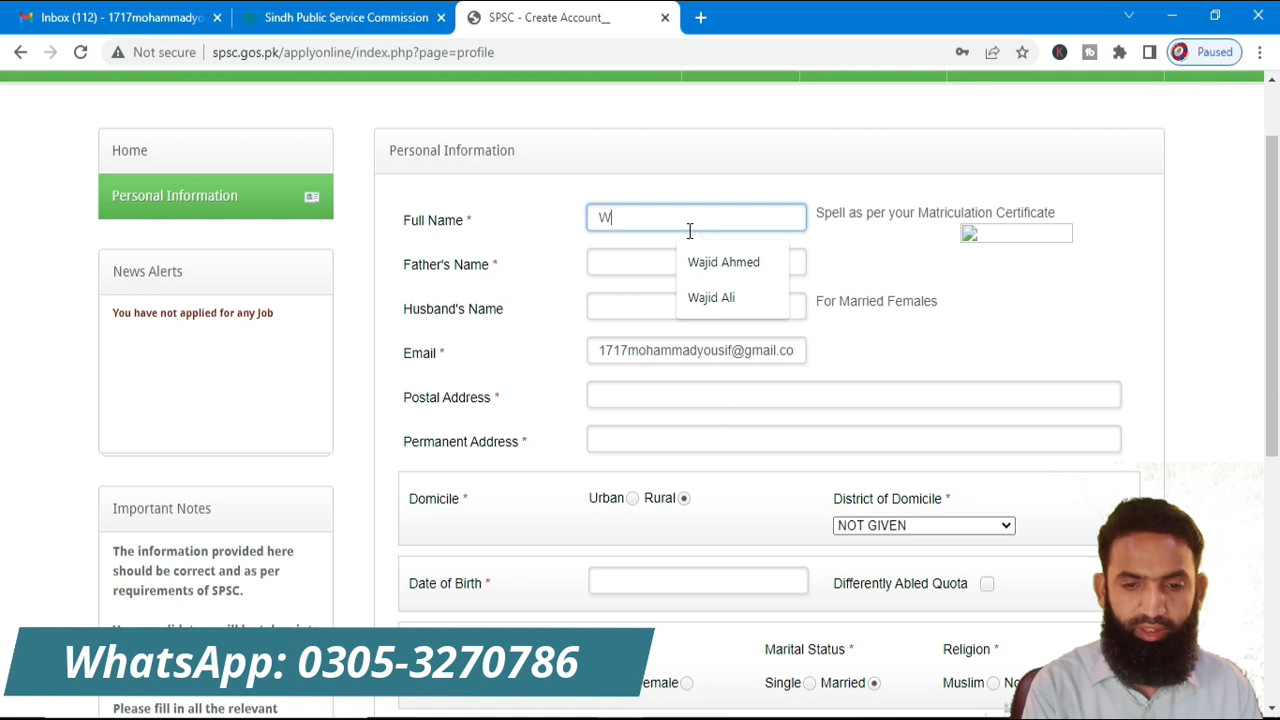 Inbox (112) - 1717mohammadyo
Sindh Public Service Commission
SPSC - Create Account_
Not secure
spsc.gos.pk/applyonline/index.php?page=profile
Paused
Home
Personal Information
News Alerts
You have not applied for any Job
Important Notes
The information provided here
should be correct and as per
requirements of SPSC.
Please fill in all the relevant
Personal Information
Full Name *
W
Spell as per your Matriculation Certificate
Wajid Ahmed
Wajid Ali
Father's Name *
Husband's Name
For Married Females
Email *
1717mohammadyousif@gmail.co
Postal Address *
Permanent Address *
Domicile *
Urban Rural
District of Domicile *
NOT GIVEN
Date of Birth *
Differently Abled Quota
Marital Status *
Religion *
Single Married
Muslim
WhatsApp: 0305-3270786